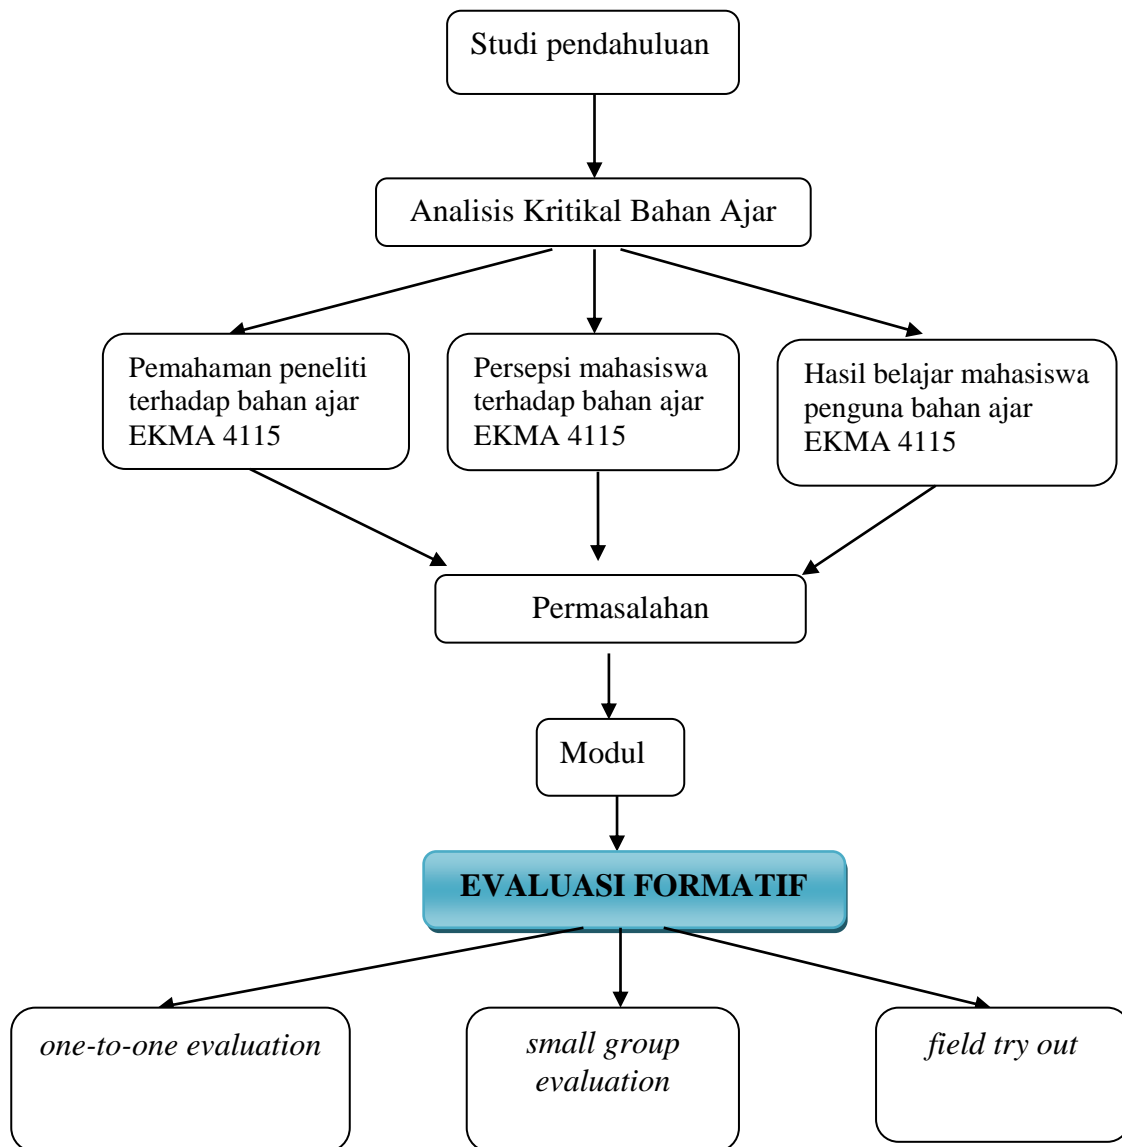 Studi pendahuluan
Analisis Kritikal Bahan Ajar
Pemahaman peneliti
terhadap bahan ajar
EKMA 4115
Persepsi mahasiswa
terhadap bahan ajar
EKMA 4115
Hasil belajar mahasiswa
penguna bahan ajar
EKMA 4115
Permasalahan
Modul
EVALUASI FORMATIF
one-to-one evaluation
small group
evaluation
field try out